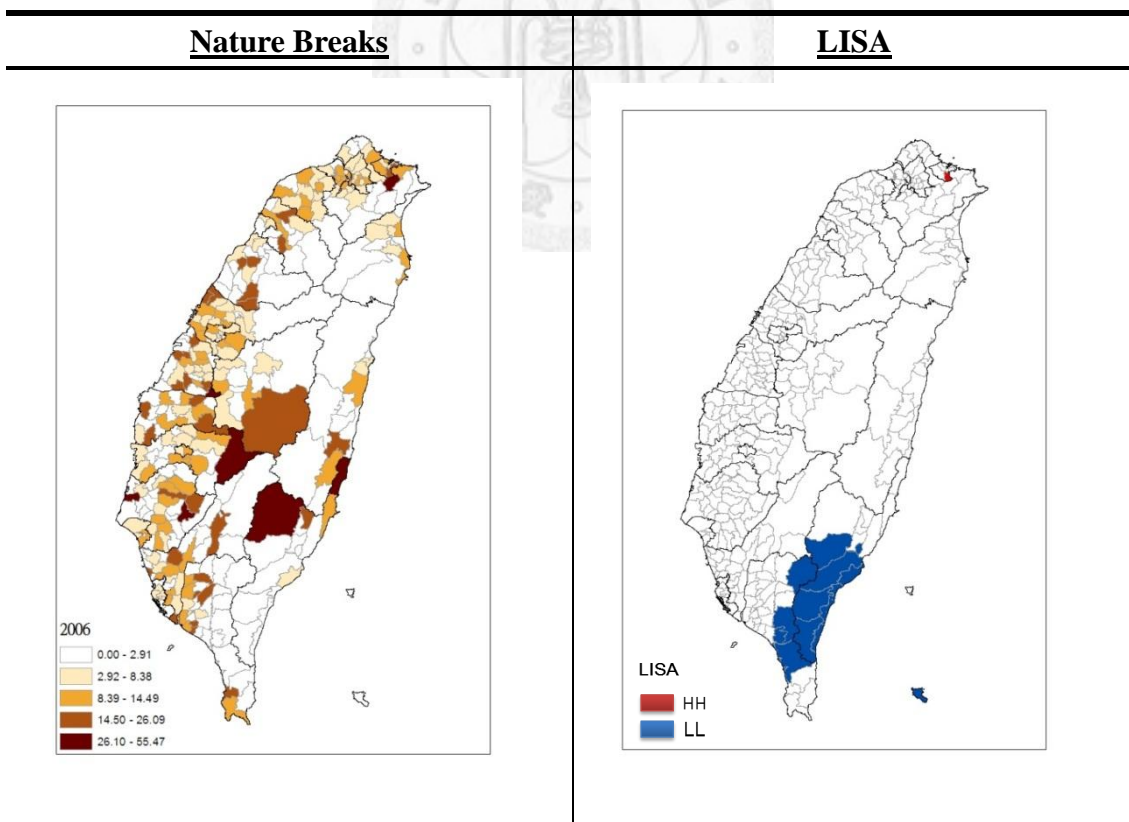 Nature Breaks
LISA
2006
0.00 - 2.91
2.92 - 8.38
8.39 - 14.49
14.50 - 26.09
26.10 - 55.47
LISA
HH
LL